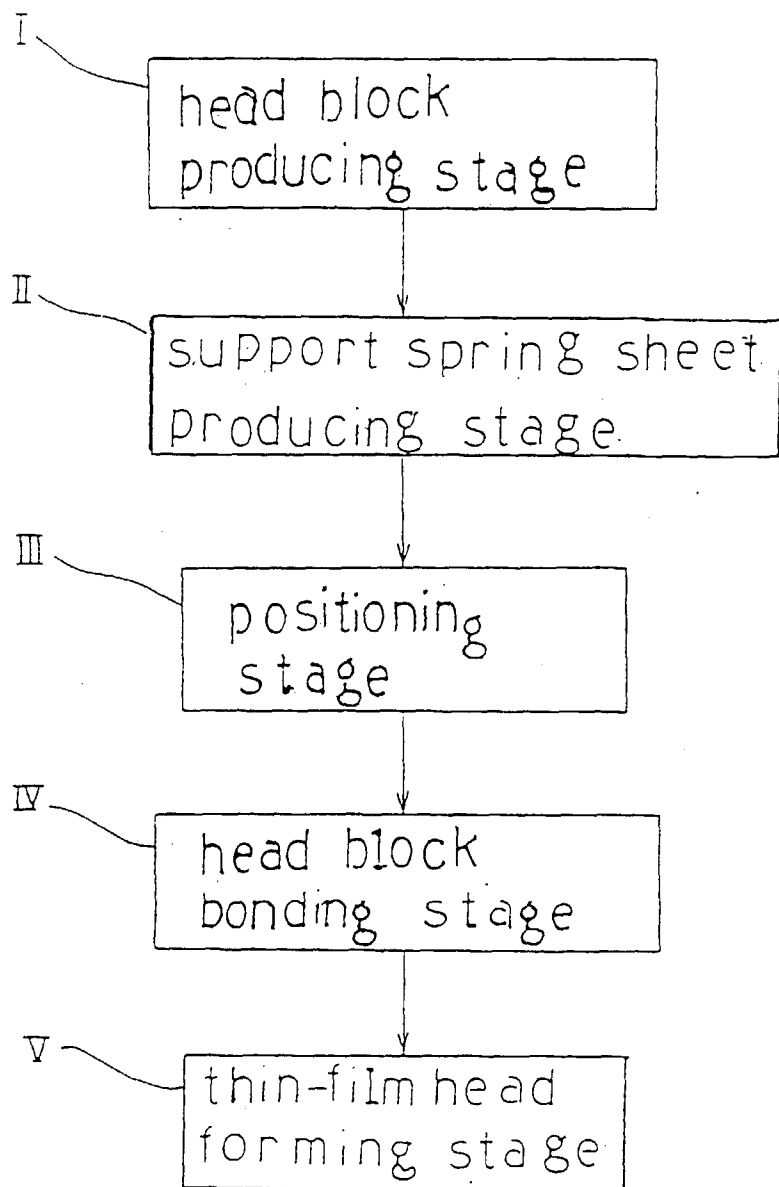 I
head block
producing stage
II
support spring sheet
producing stage.
III
positioning
stage
IV
head block
bonding stage
V
thin-film head
forming stage